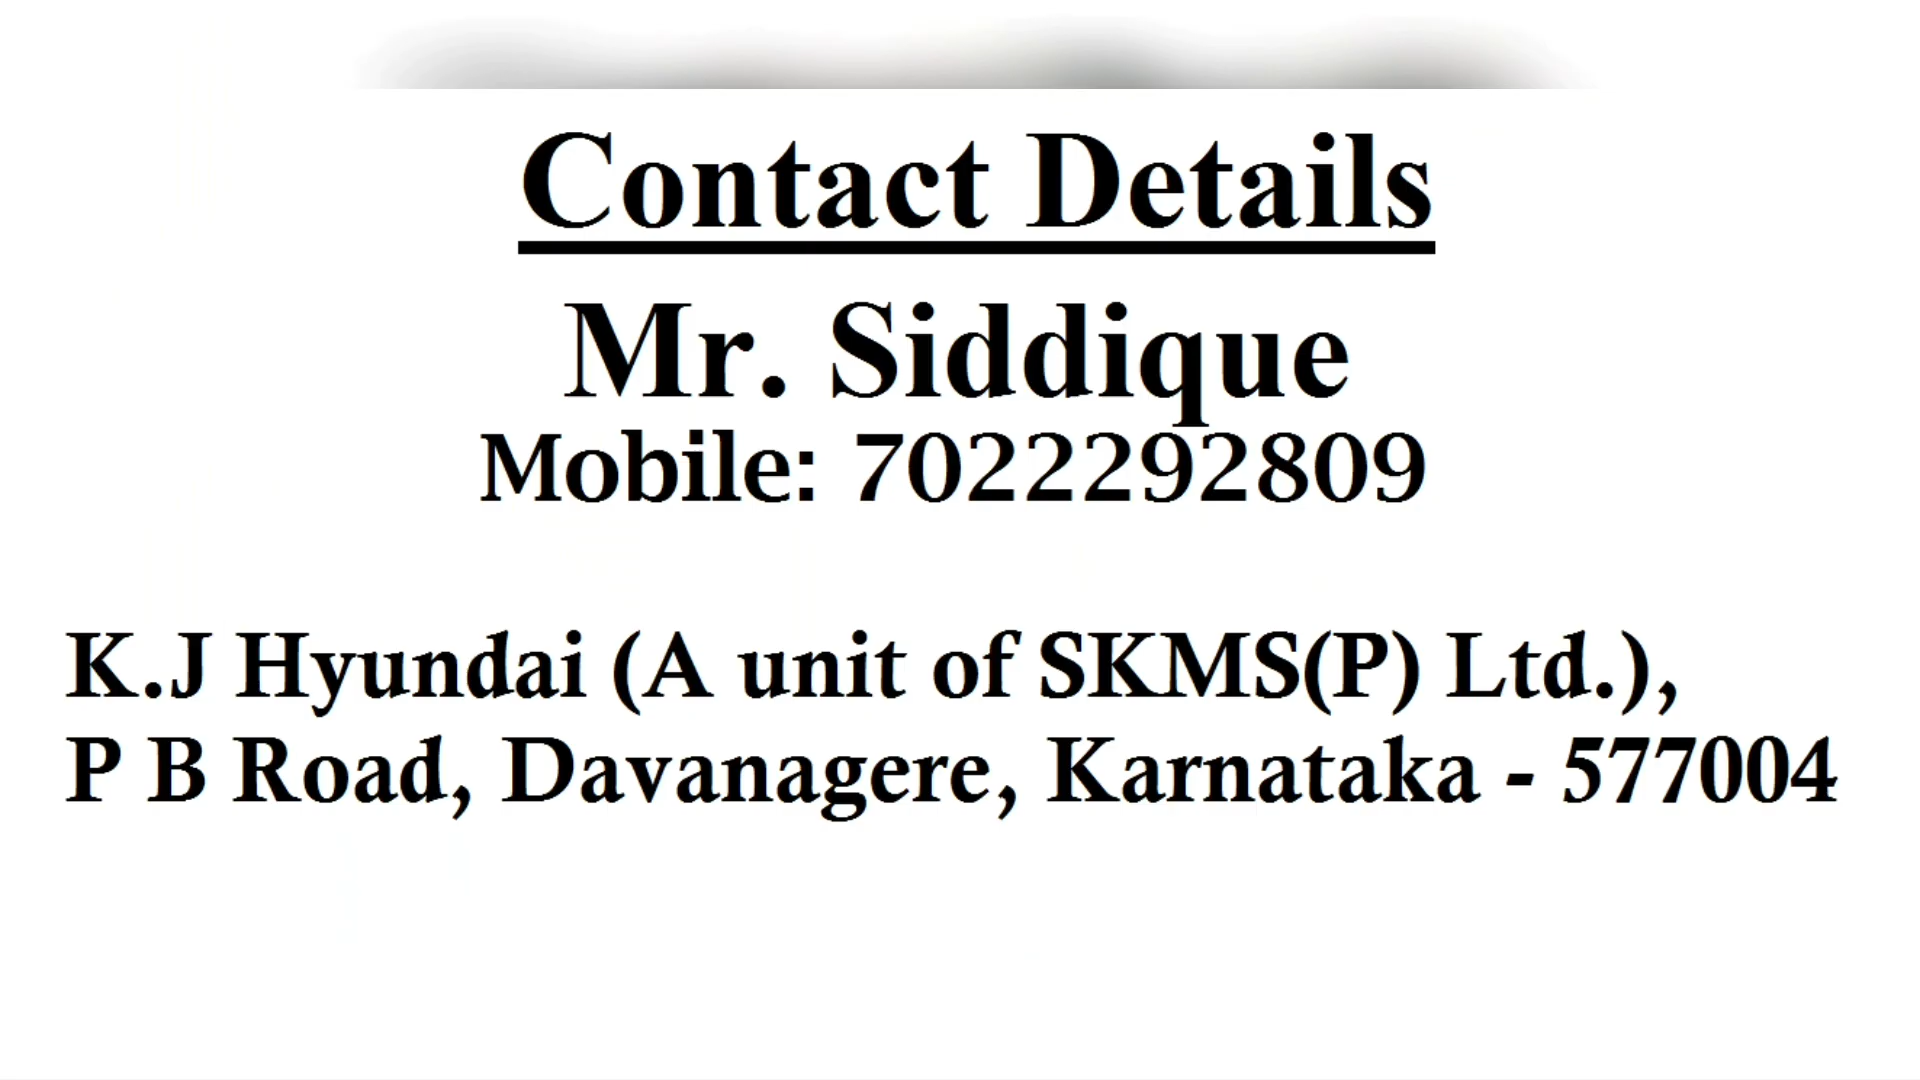 Contact Details
Mr. Siddique
Mobile: 7022292809
K.J Hyundai (A unit of SKMS(P) Ltd.),
P B Road, Davanagere, Karnataka - 577004